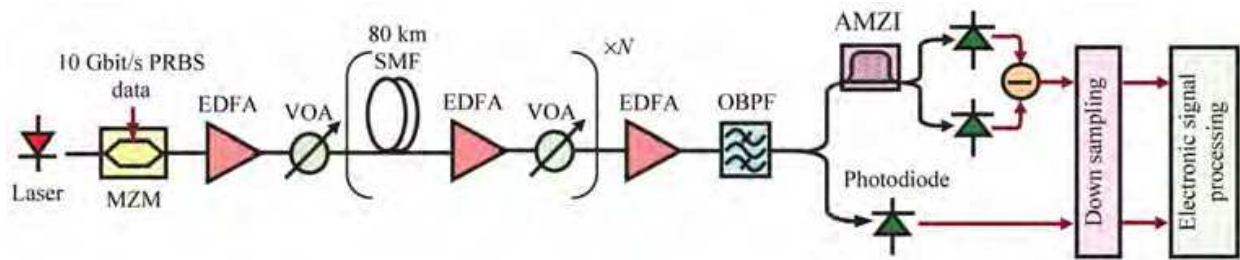 10 Gbit/s PRBS
data
Laser
MZM
EDFA
VOA
80 km
SMF
EDFA
VOA
×N
EDFA
OBPF
AMZI
Photodiode
Down sampling
Electronic signal
processing